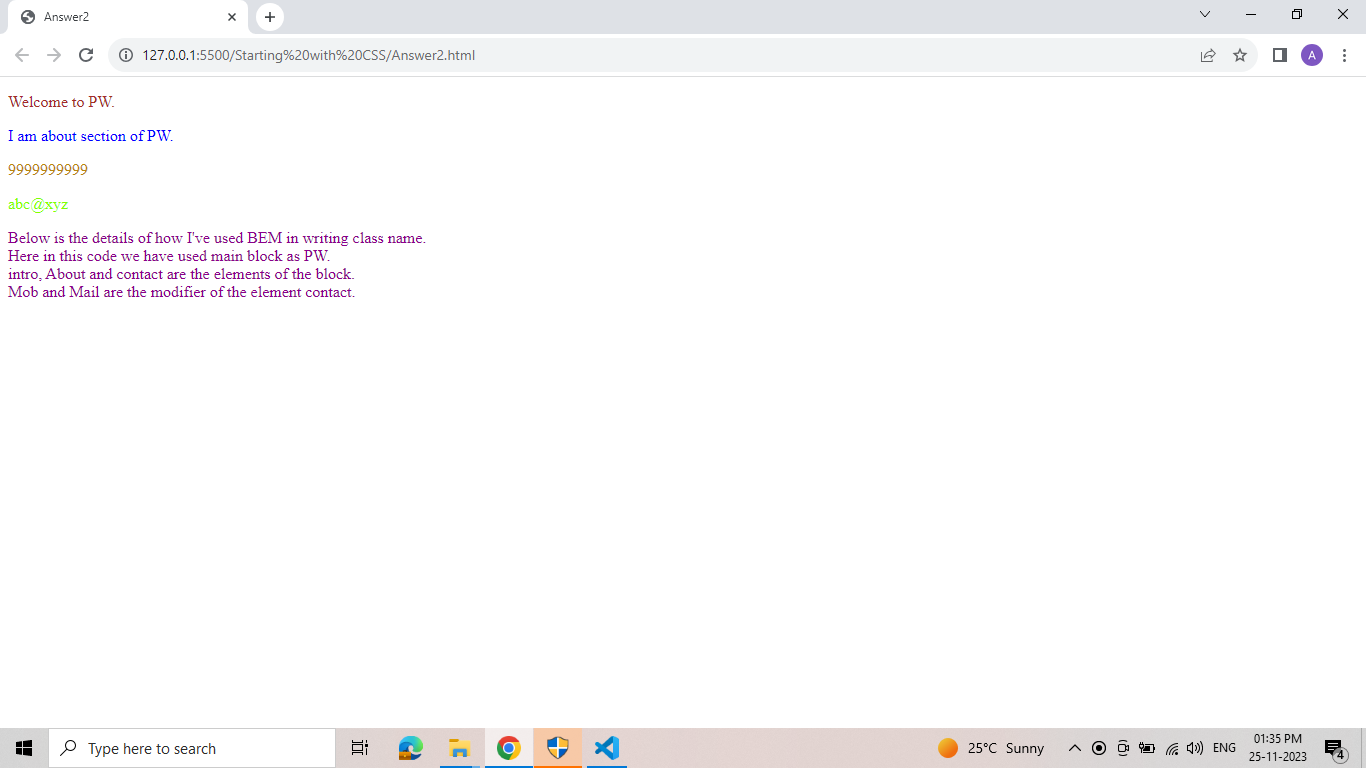 Answer2
127.0.0.1:5500/Starting%20with%20CSS/Answer2.html
A
Welcome to PW.
I am about section of PW.
9999999999
abc@xyz
Below is the details of how I've used BEM in writing class name.
Here in this code we have used main block as PW.
intro, About and contact are the elements of the block.
Mob and Mail are the modifier of the element contact.
Type here to search
25°C Sunny
ENG
01:35 PM
25-11-2023
4